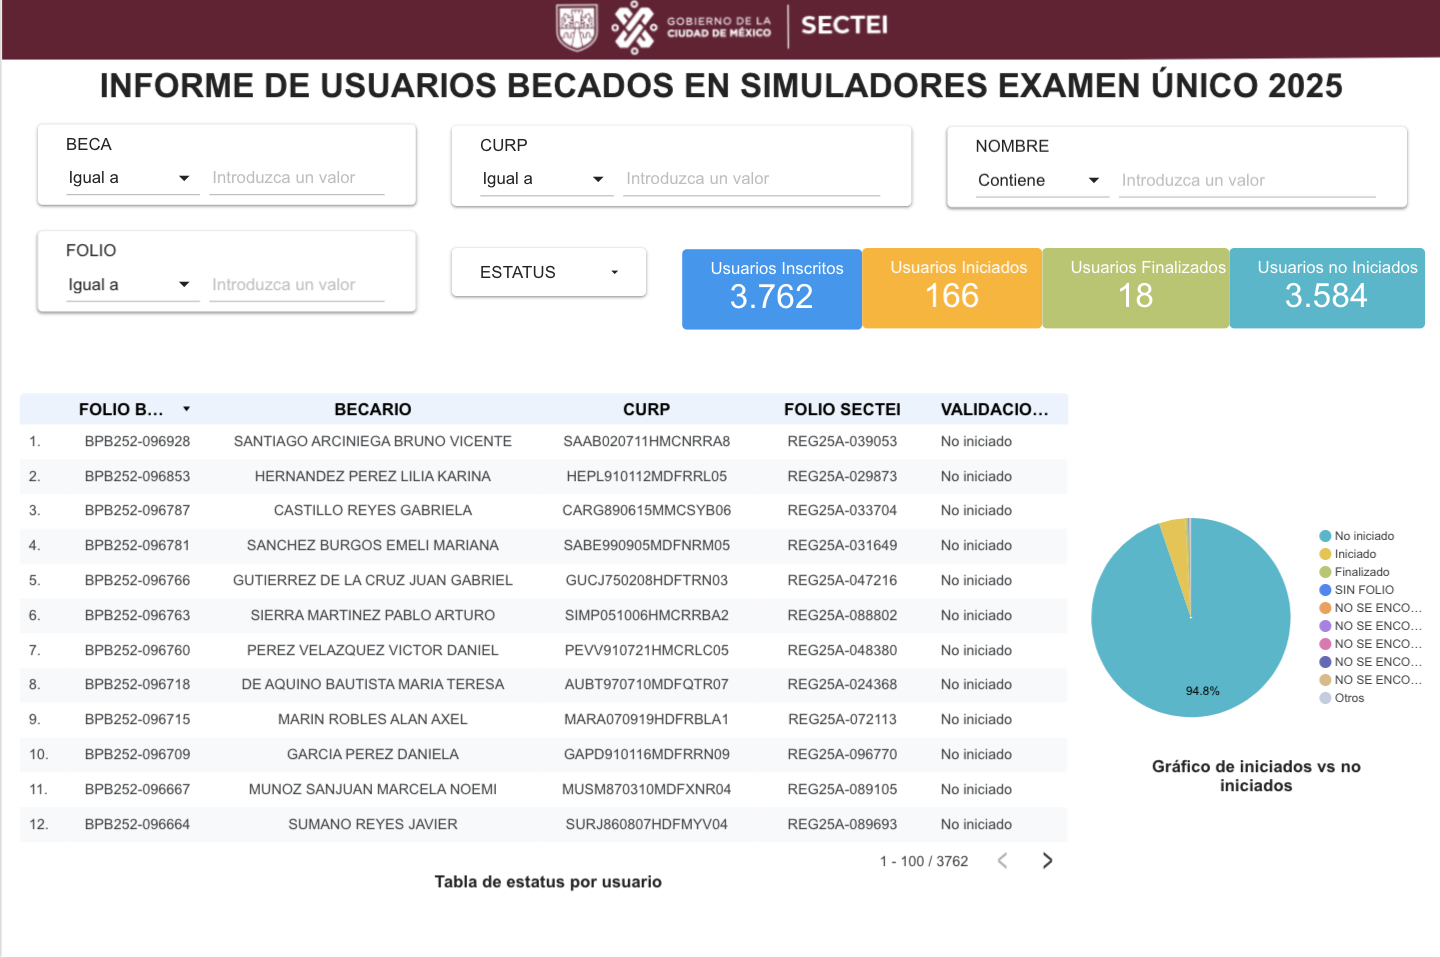 GOBIERNO DE LA
CIUDAD DE MÉXICO
SECTEI
INFORME DE USUARIOS BECADOS EN SIMULADORES EXAMEN ÚNICO 2025
BECA
Igual a Introduzca un valor
CURP
Igual a Introduzca un valor
NOMBRE
Contiene Introduzca un valor
FOLIO
Igual a Introduzca un valor
ESTATUS
Usuarios Inscritos
3.762
Usuarios Iniciados
166
Usuarios Finalizados
18
Usuarios no Iniciados
3.584
FOLIO B... BECARIO CURP FOLIO SECTEI VALIDACIO...
1. BPB252-096928 SANTIAGO ARCINIEGA BRUNO VICENTE SAAB020711HMCNRRA8 REG25A-039053 No iniciado
2. BPB252-096853 HERNANDEZ PEREZ LILIA KARINA HEPL910112MDFRRL05 REG25A-029873 No iniciado
3. BPB252-096787 CASTILLO REYES GABRIELA CARG890615MMCSYB06 REG25A-033704 No iniciado
4. BPB252-096781 SANCHEZ BURGOS EMELI MARIANA SABE990905MDFNRM05 REG25A-031649 No iniciado
5. BPB252-096766 GUTIERREZ DE LA CRUZ JUAN GABRIEL GUCJ750208HDFTRN03 REG25A-047216 No iniciado
6. BPB252-096763 SIERRA MARTINEZ PABLO ARTURO SIMP051006HMCRRBA2 REG25A-088802 No iniciado
7. BPB252-096760 PEREZ VELAZQUEZ VICTOR DANIEL PEVV910721HMCRLC05 REG25A-048380 No iniciado
8. BPB252-096718 DE AQUINO BAUTISTA MARIA TERESA AUBT970710MDFQTR07 REG25A-024368 No iniciado
9. BPB252-096715 MARIN ROBLES ALAN AXEL MARA070919HDFRBLA1 REG25A-072113 No iniciado
10. BPB252-096709 GARCIA PEREZ DANIELA GAPD910116MDFRRN09 REG25A-096770 No iniciado
11. BPB252-096667 MUNOZ SANJUAN MARCELA NOEMI MUSM870310MDFXNR04 REG25A-089105 No iniciado
12. BPB252-096664 SUMANO REYES JAVIER SURJ860807HDFMYV04 REG25A-089693 No iniciado
1 - 100 / 3762
Tabla de estatus por usuario
94.8%
No iniciado
Iniciado
Finalizado
SIN FOLIO
NO SE ENCO...
NO SE ENCO...
NO SE ENCO...
NO SE ENCO...
NO SE ENCO...
Otros
Gráfico de iniciados vs no
iniciados